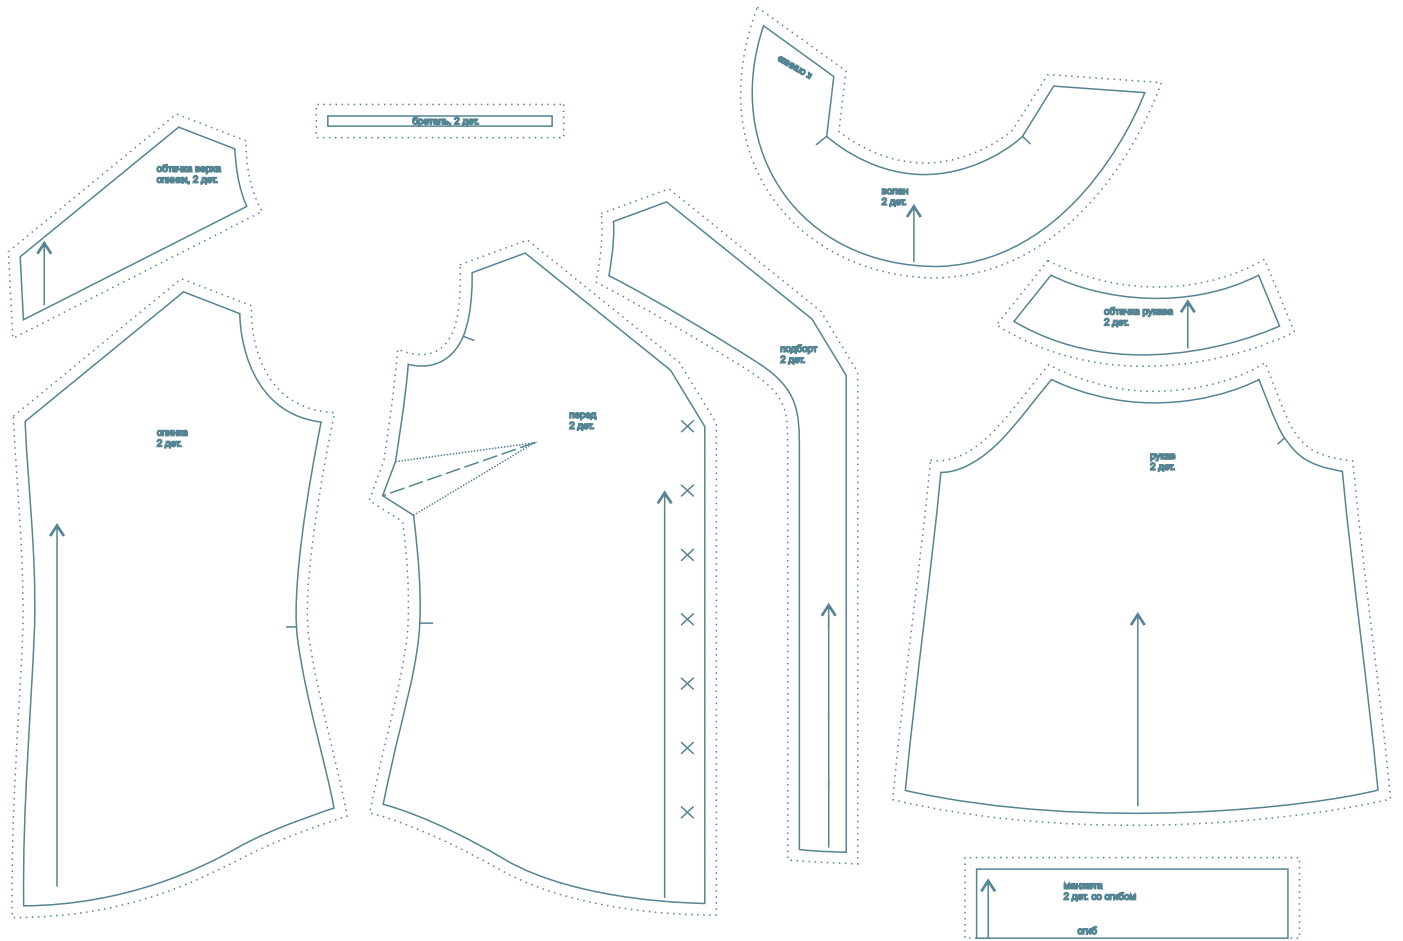 к спинке
бретель, 2 дет.
обтачка верха
спинки, 2 дет.
волан
2 дет.
обтачка рукава
2 дет.
подборт
2 дет.
перед
2 дет.
спинка
2 дет.
рукав
2 дет.
манжета
2 дет. со сгибом
сгиб